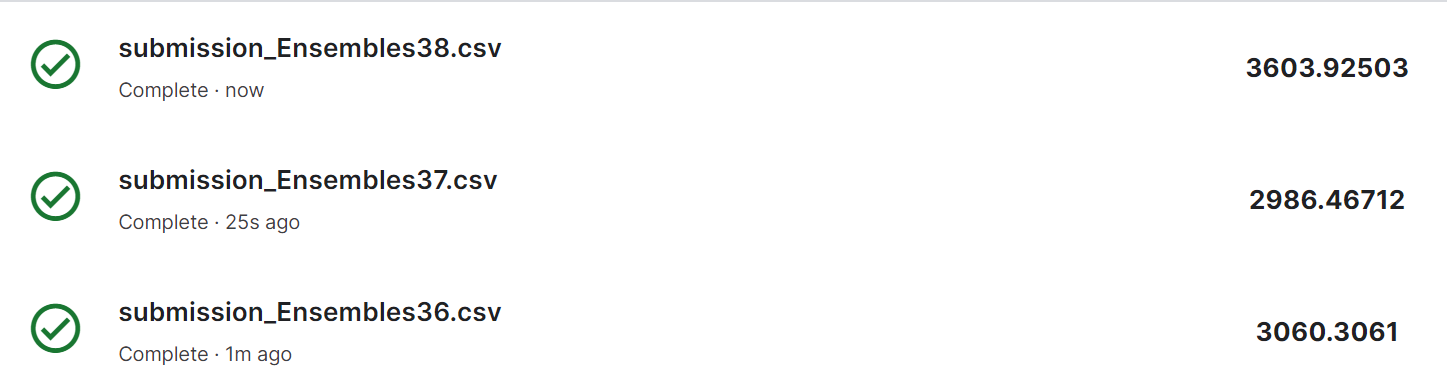 submission_Ensembles38.csv
Complete · now
3603.92503
submission_Ensembles37.csv
Complete · 25s ago
2986.46712
submission_Ensembles36.csv
Complete · 1m ago
3060.3061